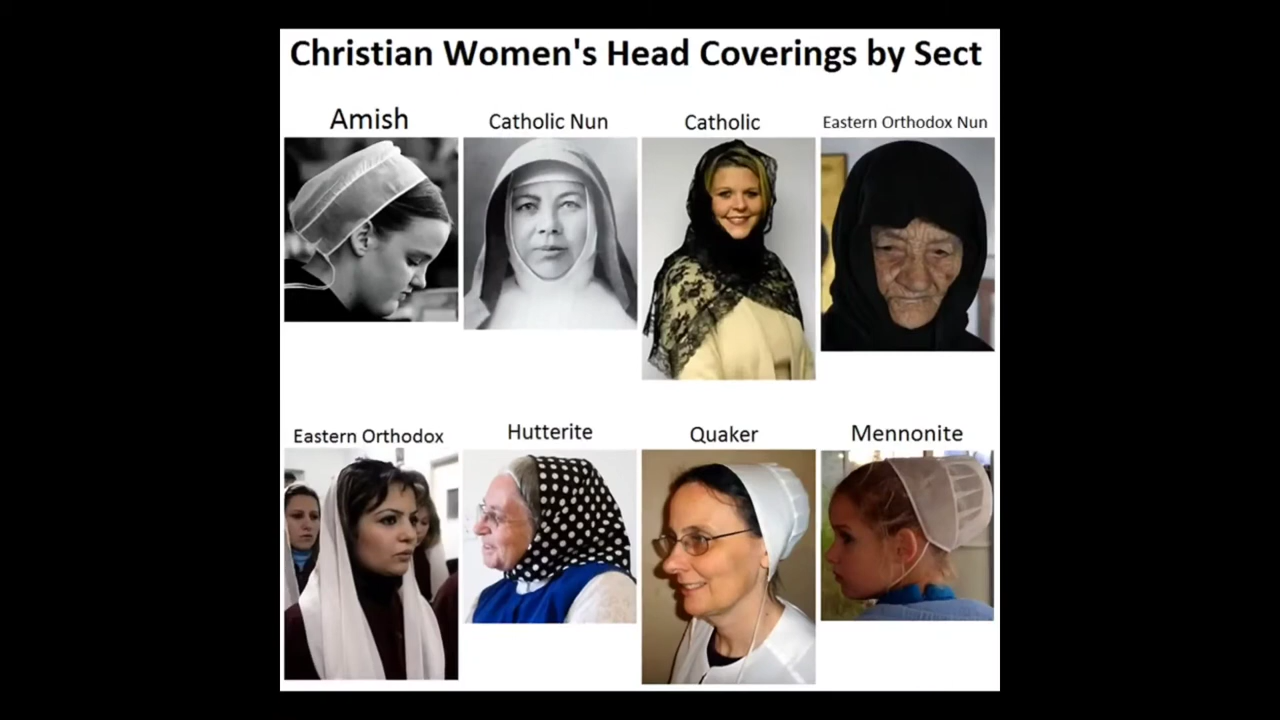 Christian Women's Head Coverings by Sect
Amish
Catholic Nun
Catholic
Eastern Orthodox Nun
Eastern Orthodox
Hutterite
Quaker
Mennonite